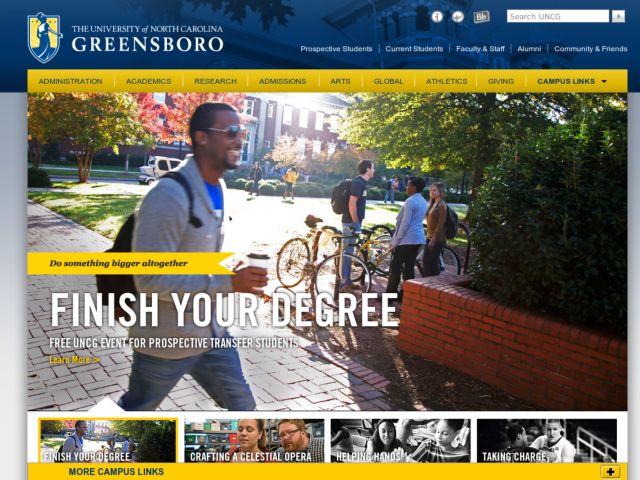 THE UNIVERSITY of NORTH CAROLINA
GREENSBORO
Bb
Search UNCG
Prospective Students
Current Students
Faculty & Staff
Alumni
Community & Friends
ADMINISTRATION
ACADEMICS
RESEARCH
ADMISSIONS
ARTS
GLOBAL
ATHLETICS
GIVING
CAMPUS LINKS
Do something bigger altogether
FINISH YOUR DEGREE
FREE UNCG EVENT FOR PROSPECTIVE TRANSFER STUDENTS
Learn More >
FINISH YOUR DEGREE
CRAFTING A CELESTIAL OPERA
HELPING HANDS
TAKING CHARGE
MORE CAMPUS LINKS